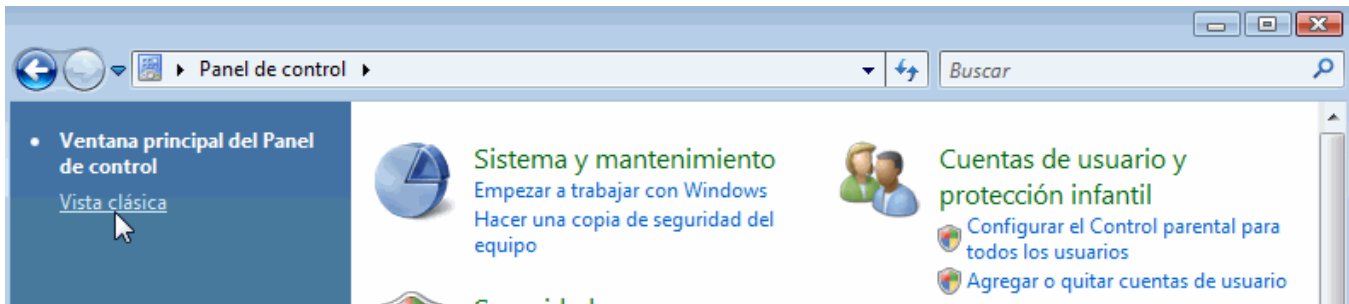 Panel de control
Buscar
Ventana principal del Panel
de control
Vista clásica
Sistema y mantenimiento
Empezar a trabajar con Windows
Hacer una copia de seguridad del
equipo
Cuentas de usuario y
protección infantil
Configurar el Control parental para
todos los usuarios
Agregar o quitar cuentas de usuario